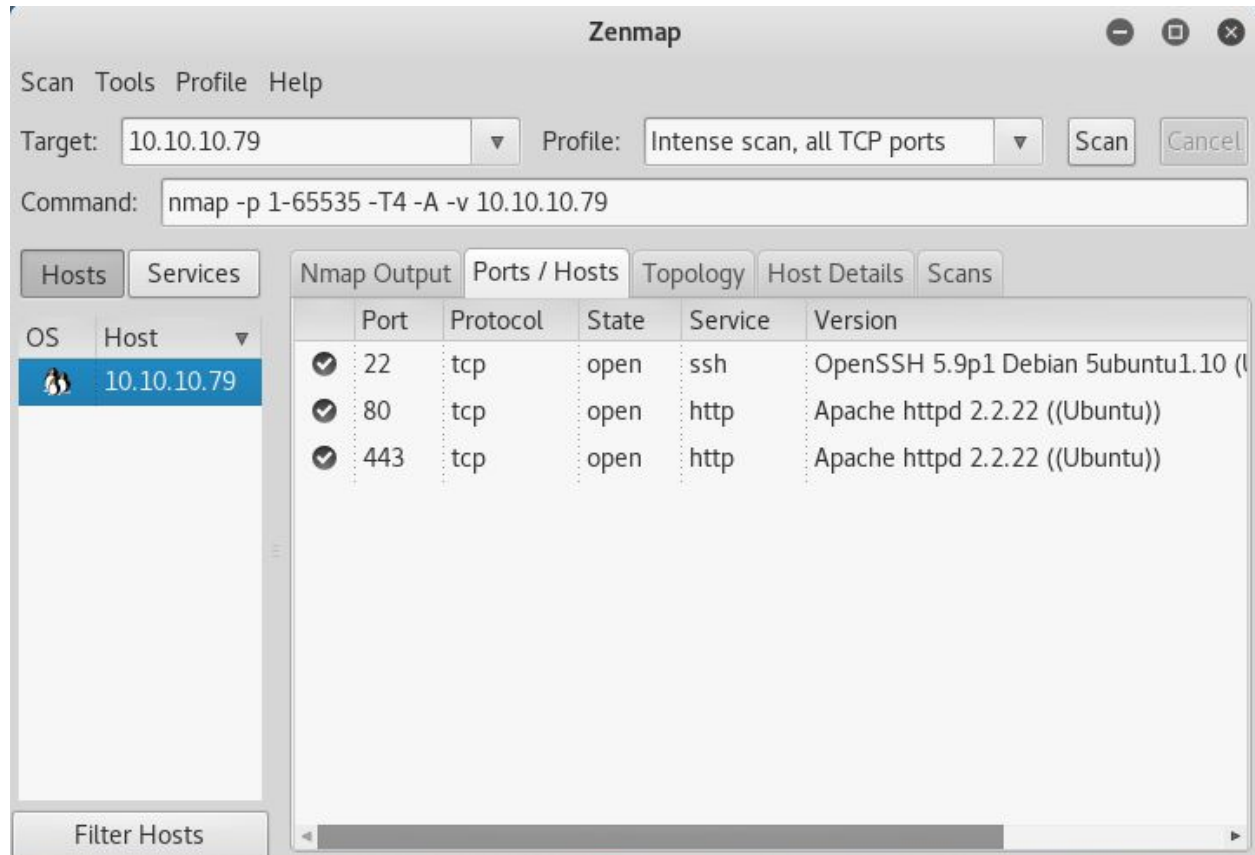 Zenmap
Scan Tools Profile Help
Target: 10.10.10.79 Profile: Intense scan, all TCP ports Scan Cancel
Command: nmap -p 1-65535 -T4 -A -v 10.10.10.79
Hosts Services Nmap Output Ports / Hosts Topology Host Details Scans
OS Host Port Protocol State Service Version
10.10.10.79 22 tcp open ssh OpenSSH 5.9p1 Debian 5ubuntu1.10
80 tcp open http Apache httpd 2.2.22 ((Ubuntu))
443 tcp open http Apache httpd 2.2.22 ((Ubuntu))
Filter Hosts